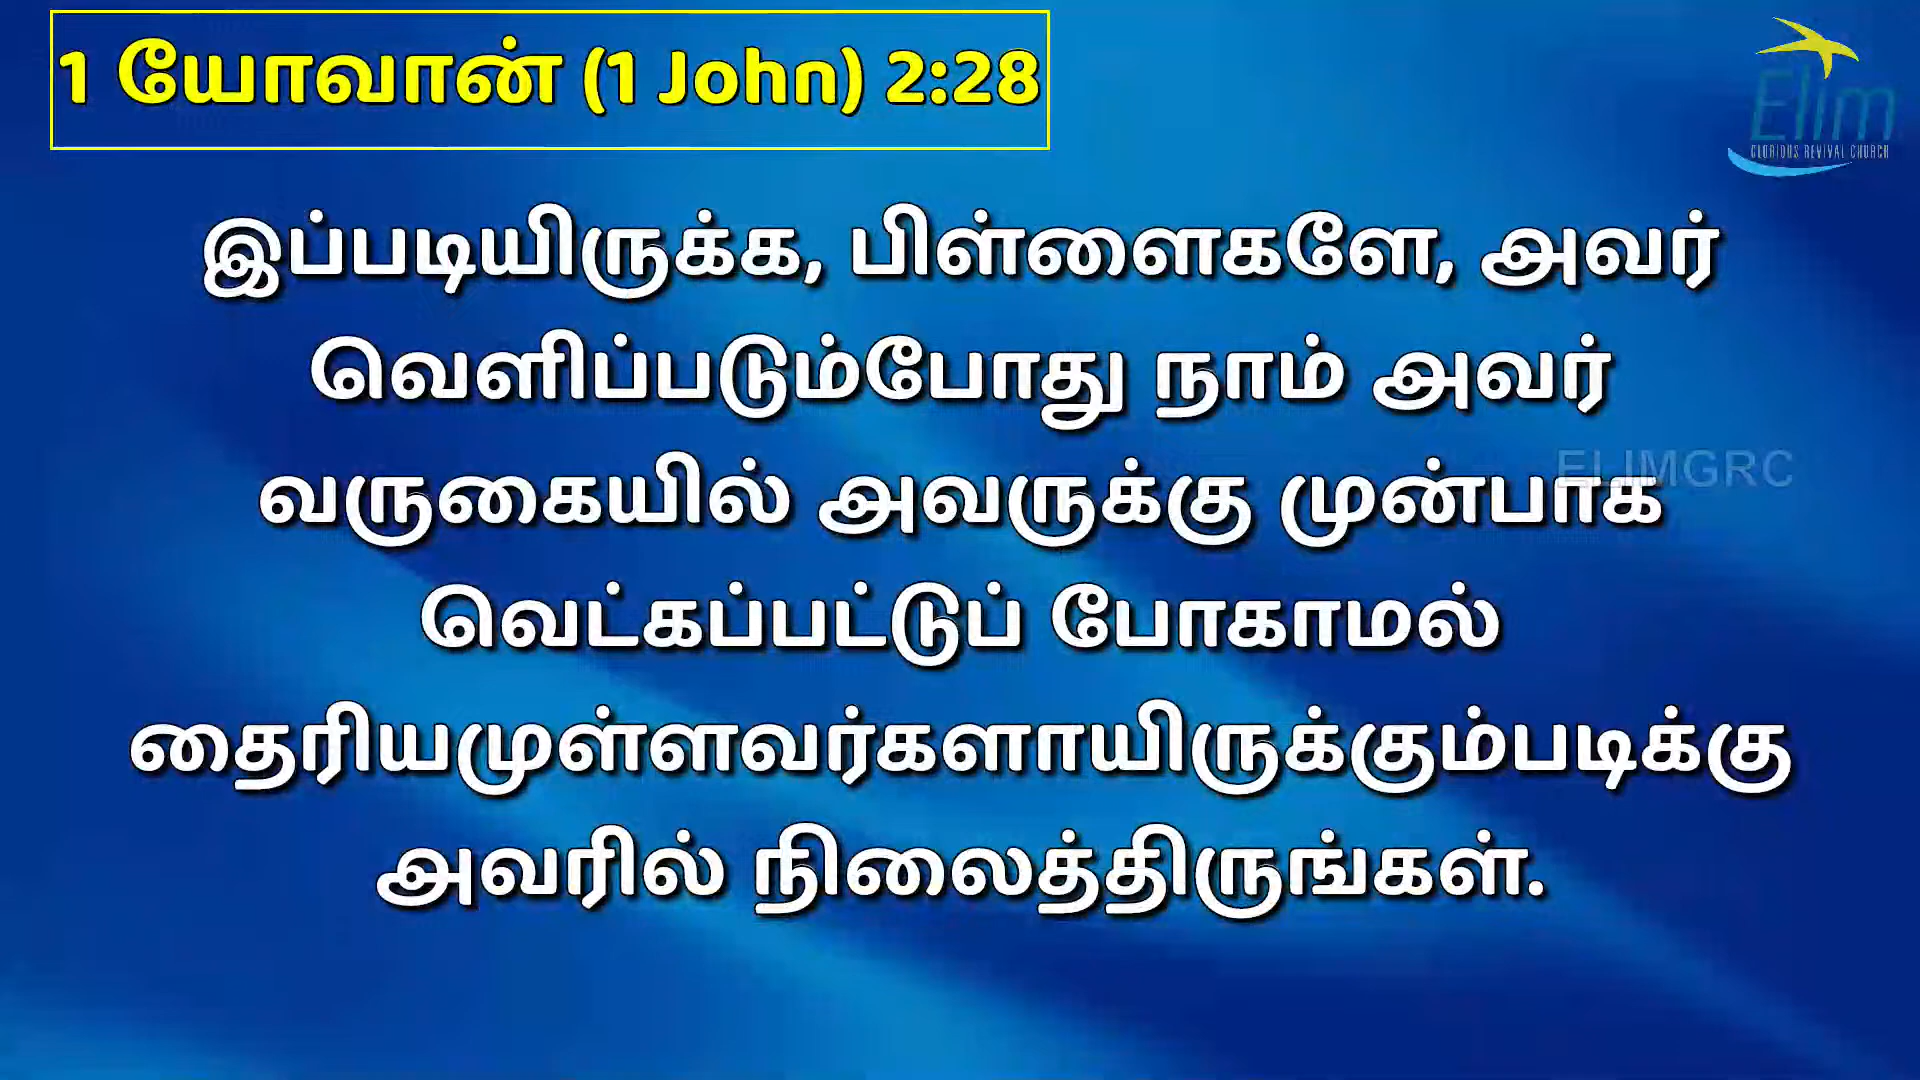 1 யோவான் (1 John) 2:28
Elim
GLORIOUS REVIVAL CHURCH
இப்படியிருக்க, பிள்ளைகளே, அவர்
வெளிப்படும்போது நாம் அவர்
வருகையில் அவருக்கு முன்பாக
ELIMGRC
வெட்கப்பட்டுப் போகாமல்
தைரியமுள்ளவர்களாயிருக்கும்படிக்கு
அவரில் நிலைத்திருங்கள்.